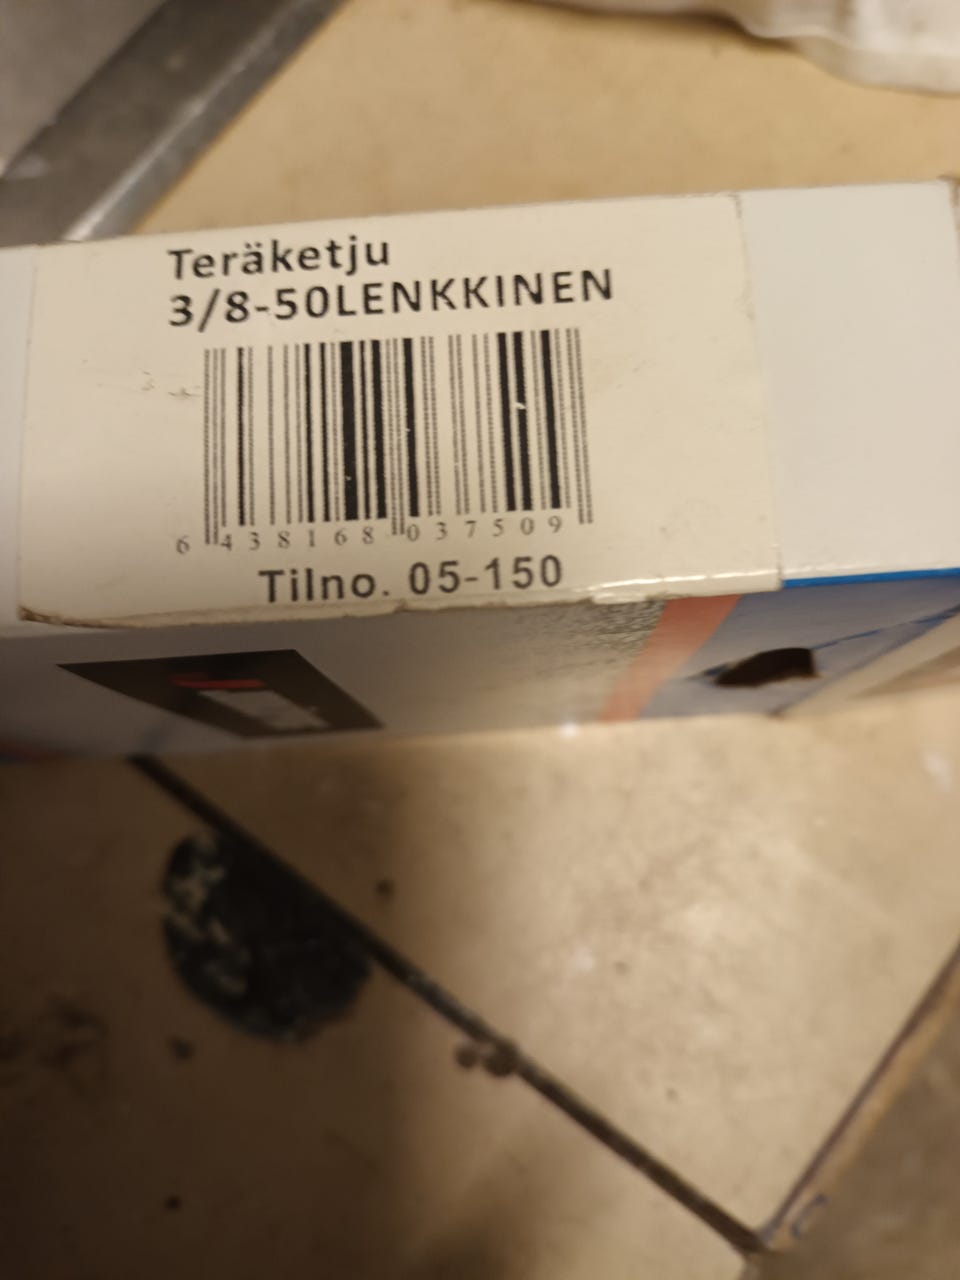 Teräketju
3/8-50LENKKINEN
6 438168 037509
Tilno. 05-150